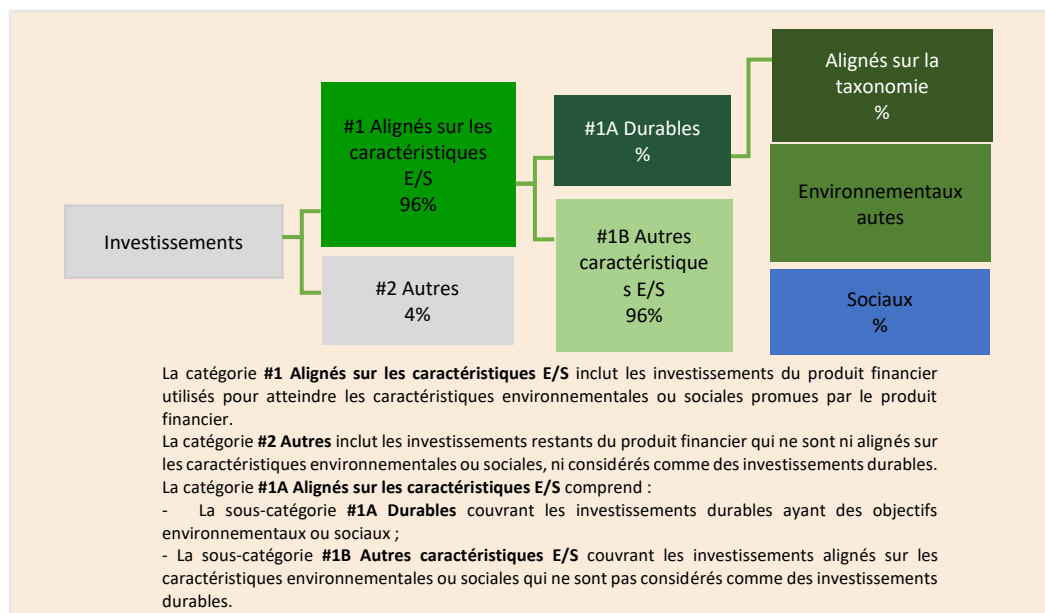 Investissements
#1 Alignés sur les
caractéristiques
E/S
96%
#2 Autres
4%
#1A Durables
%
#1B Autres
caractéristique
s E/S
96%
Alignés sur la
taxonomie
%
Environnementaux
autes
Sociaux
%
La catégorie #1 Alignés sur les caractéristiques E/S inclut les investissements du produit financier
utilisés pour atteindre les caractéristiques environnementales ou sociales promues par le produit
financier.
La catégorie #2 Autres inclut les investissements restants du produit financier qui ne sont ni alignés sur
les caractéristiques environnementales ou sociales, ni considérés comme des investissements durables.
La catégorie #1A Alignés sur les caractéristiques E/S comprend :
- La sous-catégorie #1A Durables couvrant les investissements durables ayant des objectifs
environnementaux ou sociaux ;
- La sous-catégorie #1B Autres caractéristiques E/S couvrant les investissements alignés sur les
caractéristiques environnementales ou sociales qui ne sont pas considérés comme des investissements
durables.